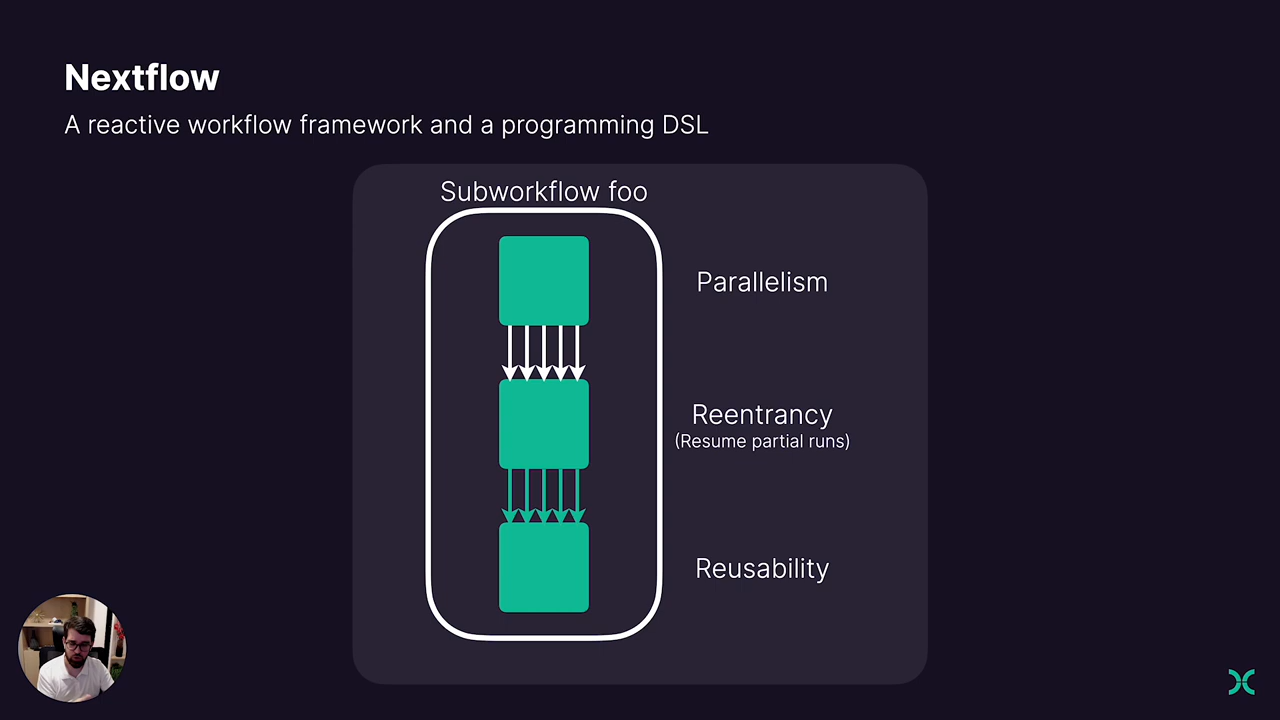 Nextflow
A reactive workflow framework and a programming DSL
Subworkflow foo
Parallelism
Reentrancy
(Resume partial runs)
Reusability